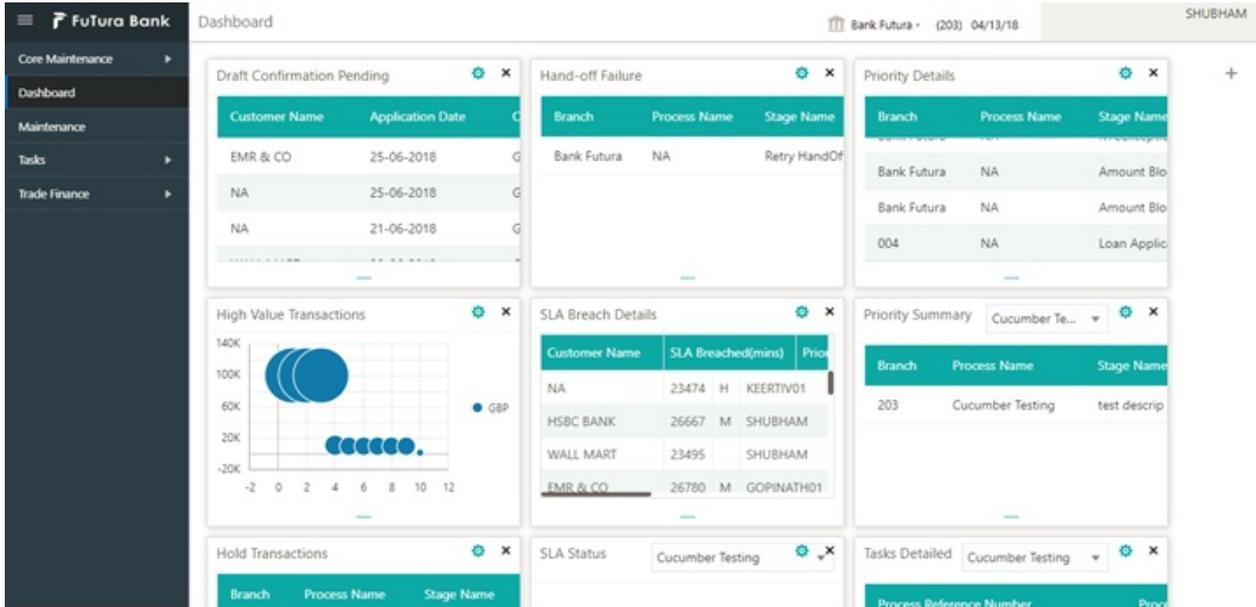 FuTura Bank
Dashboard
Bank Futura - (203) 04/13/18
SHUBHAM
Core Maintenance
Dashboard
Maintenance
Tasks
Trade Finance
Draft Confirmation Pending
Customer Name Application Date
EMR & CO 25-06-2018 G
NA 25-06-2018 G
NA 21-06-2018 G
Hand-off Failure
Branch Process Name Stage Name
Bank Futura NA Retry HandOf
Priority Details
Branch Process Name Stage Name
Bank Futura NA Amount Blo
Bank Futura NA Amount Blo
004 NA Loan Applic
High Value Transactions
140K
100K
60K
20K
-20K
-2 0 2 4 6 8 10 12
GBP
SLA Breach Details
Customer Name SLA Breached(mins) Prior
NA 23474 H KEERTIV01
HSBC BANK 26667 M SHUBHAM
WALL MART 23495 SHUBHAM
EMR & CO 26780 M GOPINATH01
Priority Summary Cucumber Te...
Branch Process Name Stage Name
203 Cucumber Testing test descrip
Hold Transactions
Branch Process Name Stage Name
SLA Status Cucumber Testing
Tasks Detailed Cucumber Testing
Process Reference Number Proce